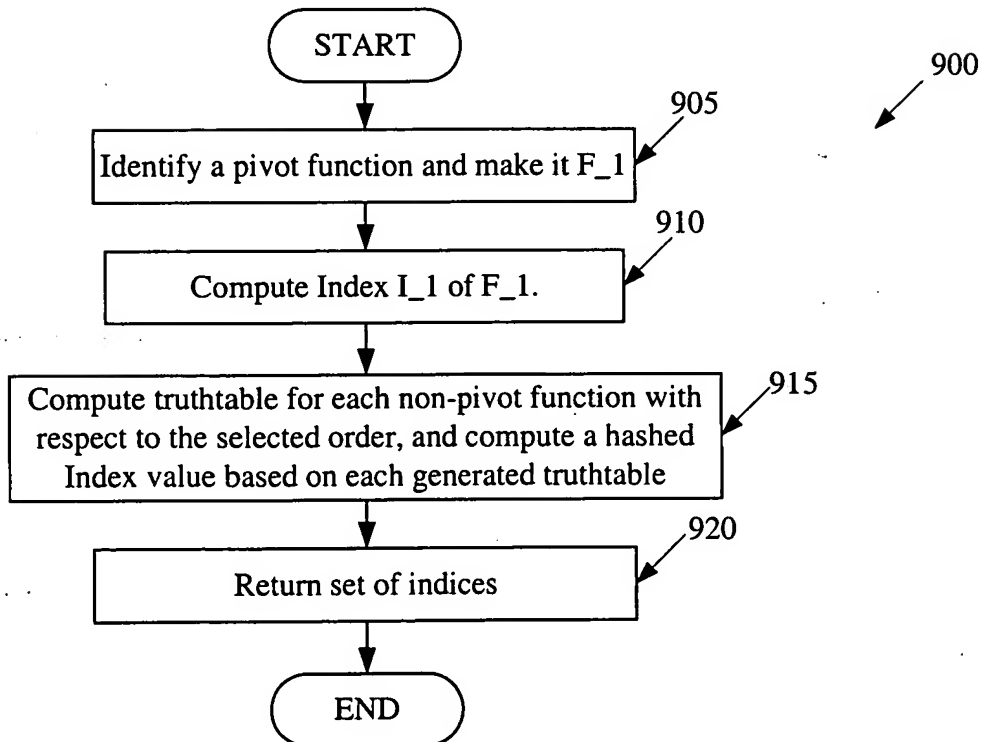 START
900
905
Identify a pivot function and make it F_1
910
Compute Index I_1 of F_1.
915
Compute truthtable for each non-pivot function with
respect to the selected order, and compute a hashed
Index value based on each generated truthtable
920
Return set of indices
END